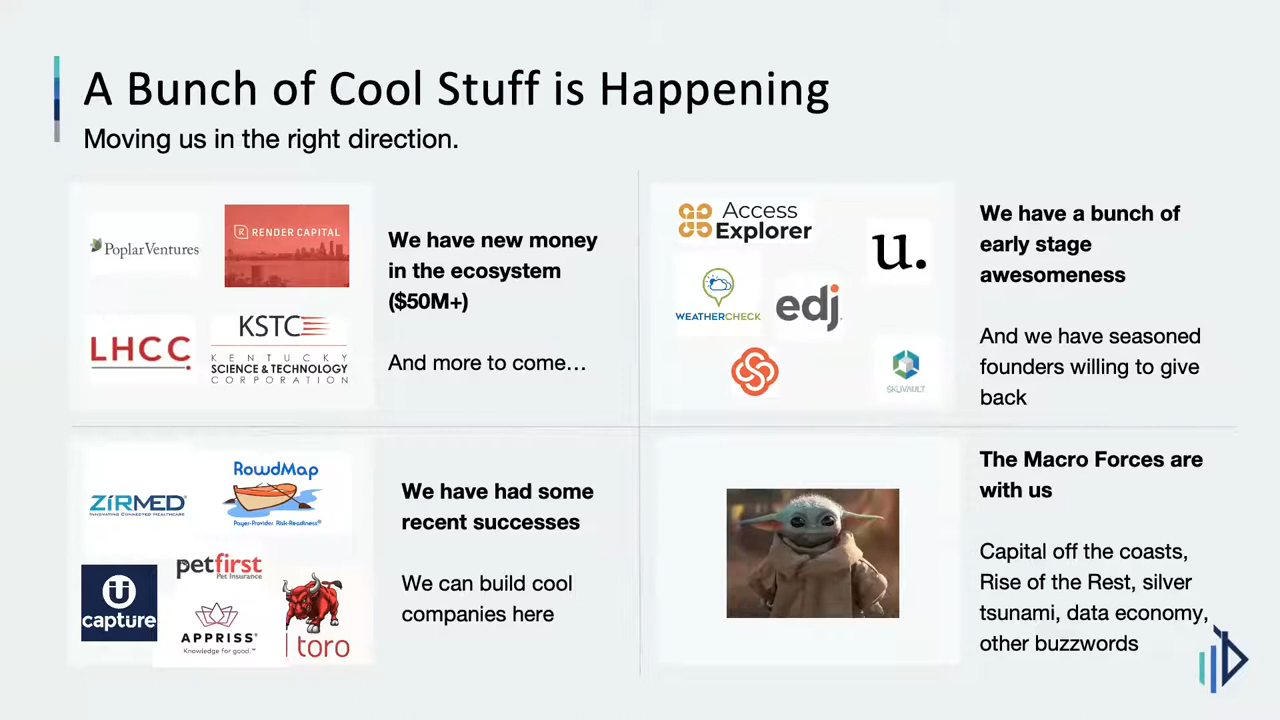 A Bunch of Cool Stuff is Happening
Moving us in the right direction.
Poplar Ventures
RENDER CAPITAL
LHCC
KSTC
KENTUCKY
SCIENCE & TECHNOLOGY
CORPORATION
We have new money
in the ecosystem
($50M+)
And more to come…
Access
Explorer
u.
WEATHERCHECK
edj.
SKUVAULT
We have a bunch of
early stage
awesomeness
And we have seasoned
founders willing to give
back
ZIRMED®
INNOVATING CONNECTED HEALTHCARE
RowdMap
Payer-Provider Risk-Readiness®
petfirst
Pet Insurance
capture
APPRISS®
Knowledge for good.™
toro
We have had some
recent successes
We can build cool
companies here
The Macro Forces are
with us
Capital off the coasts,
Rise of the Rest, silver
tsunami, data economy,
other buzzwords